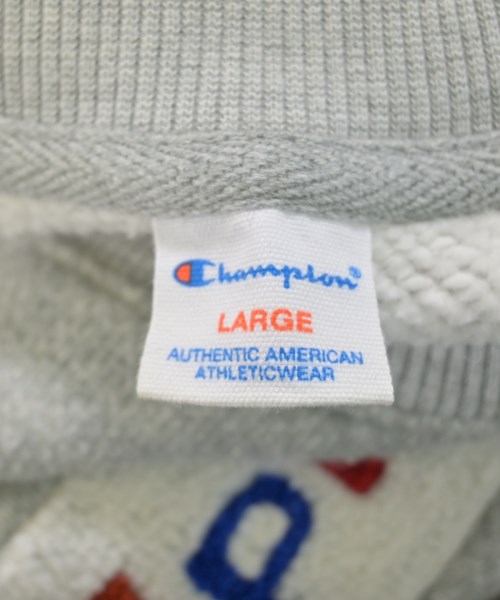 Champion®
LARGE
AUTHENTIC AMERICAN
ATHLETICWEAR